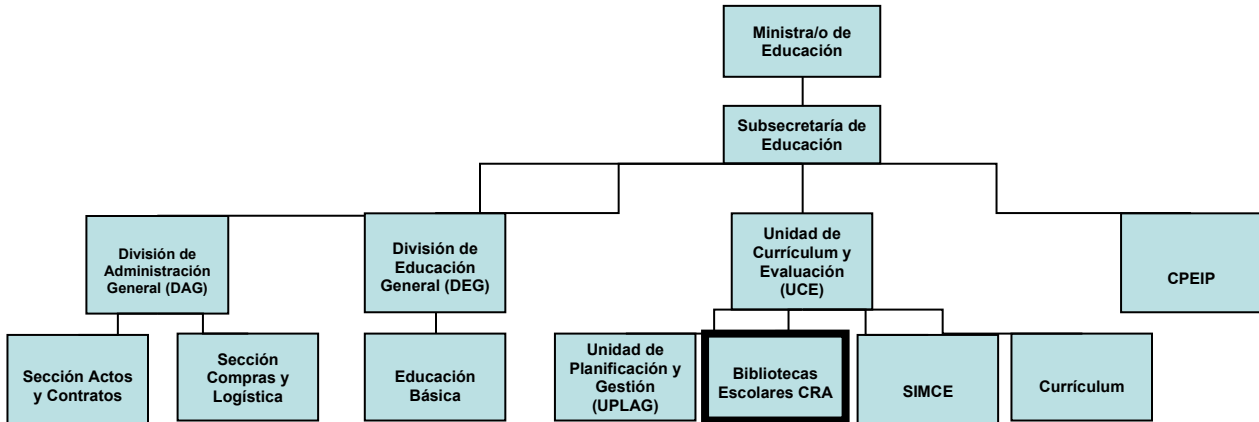 Ministra/o de
Educación
Subsecretaría de
Educación
División de
Administración
General (DAG)
División de
Educación
General (DEG)
Unidad de
Currículum y
Evaluación
(UCE)
CPEIP
Sección Actos
y Contratos
Sección
Compras y
Logística
Educación
Básica
Unidad de
Planificación y
Gestión
(UPLAG)
Bibliotecas
Escolares CRA
SIMCE
Currículum